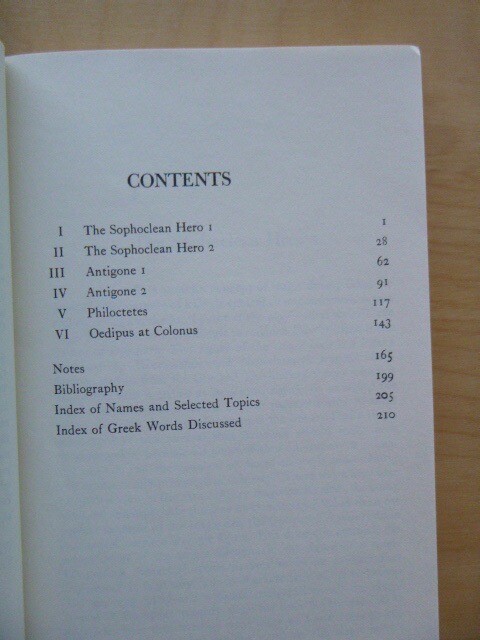 CONTENTS
I The Sophoclean Hero 1 1
II The Sophoclean Hero 2 28
III Antigone 1 62
IV Antigone 2 91
V Philoctetes 117
VI Oedipus at Colonus 143
Notes 165
Bibliography 199
Index of Names and Selected Topics 205
Index of Greek Words Discussed 210